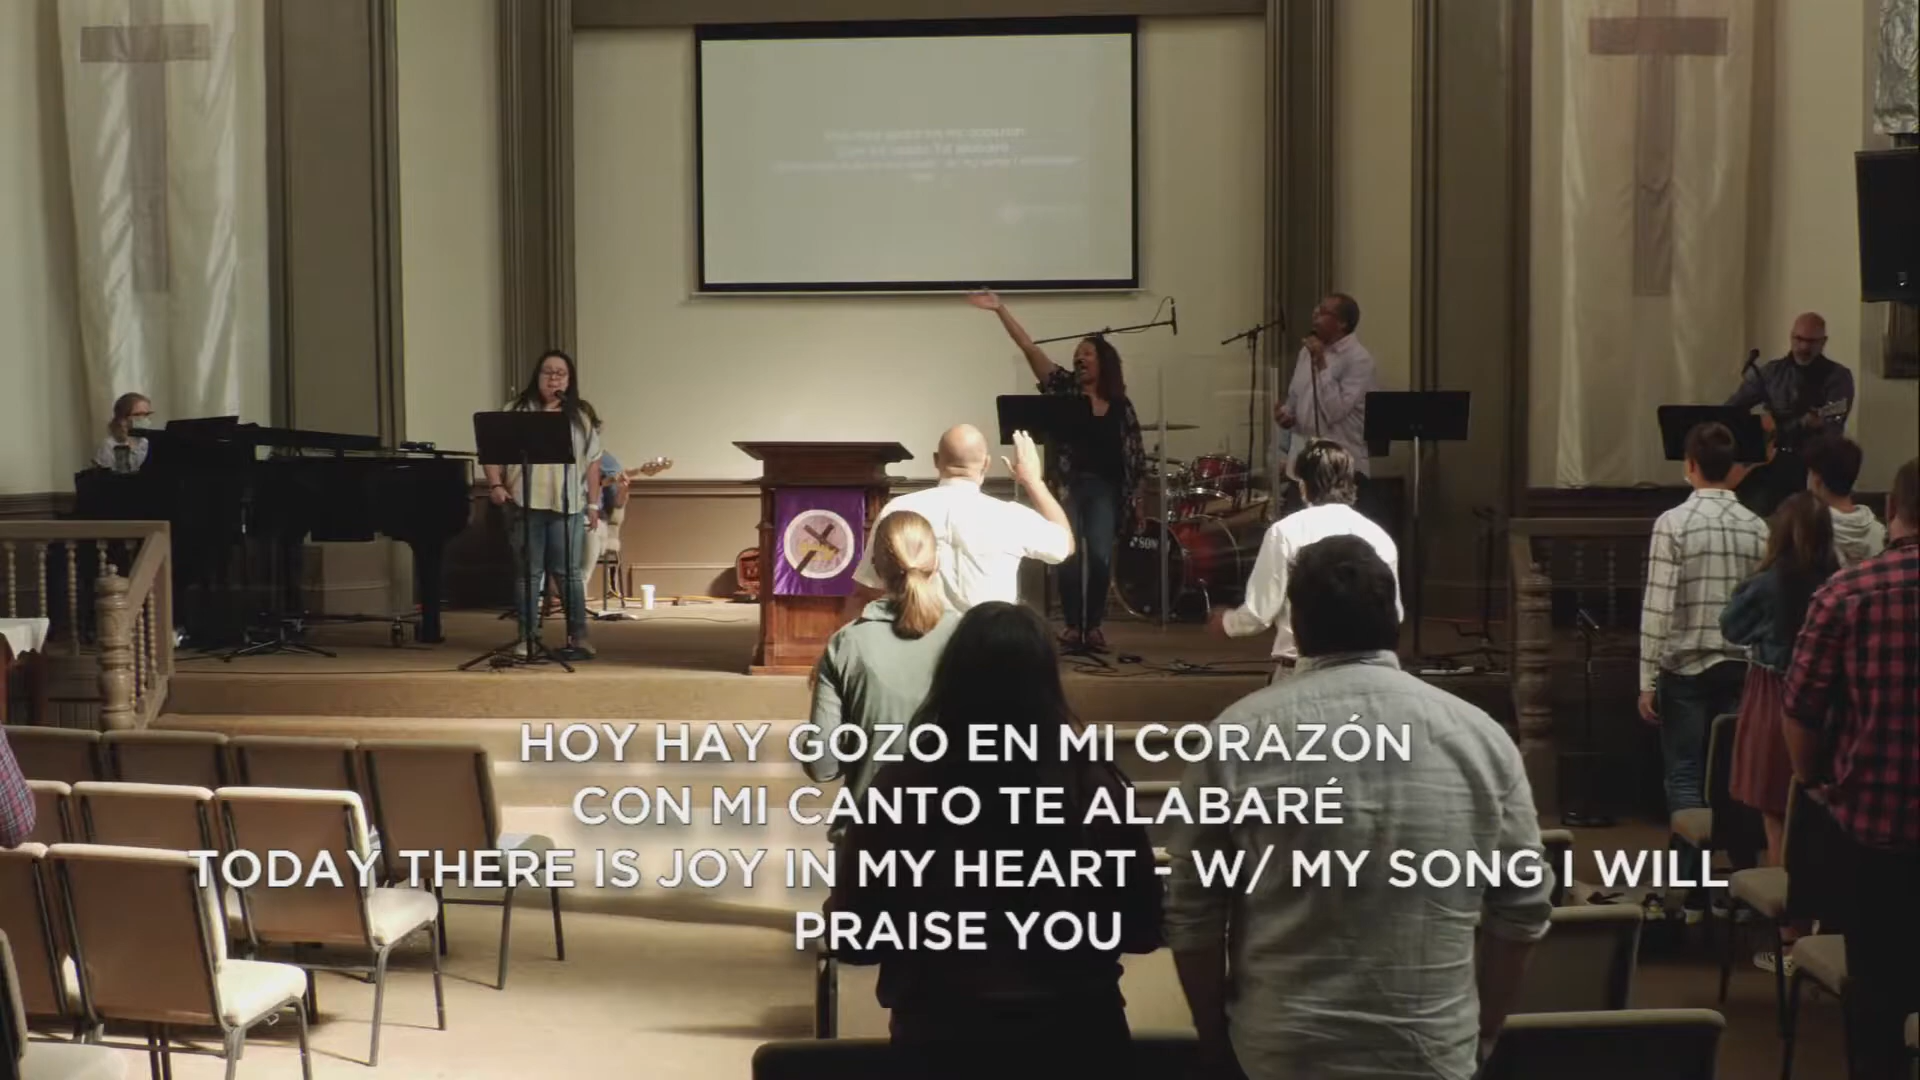 HOY HAY GOZO EN MI CORAZÓN
CON MI CANTO TE ALABARÉ
TODAY THERE IS JOY IN MY HEART - W/ MY SONG I WILL
PRAISE YOU